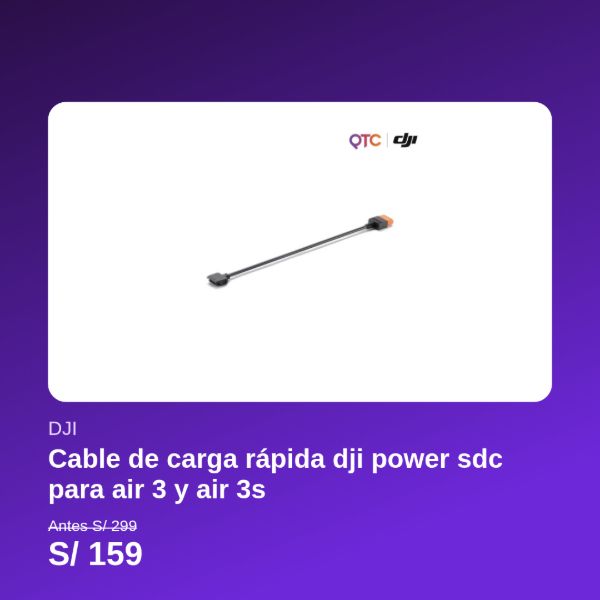 QTC | dji
DJI
Cable de carga rápida dji power sdc
para air 3 y air 3s
Antes S/ 299
S/ 159